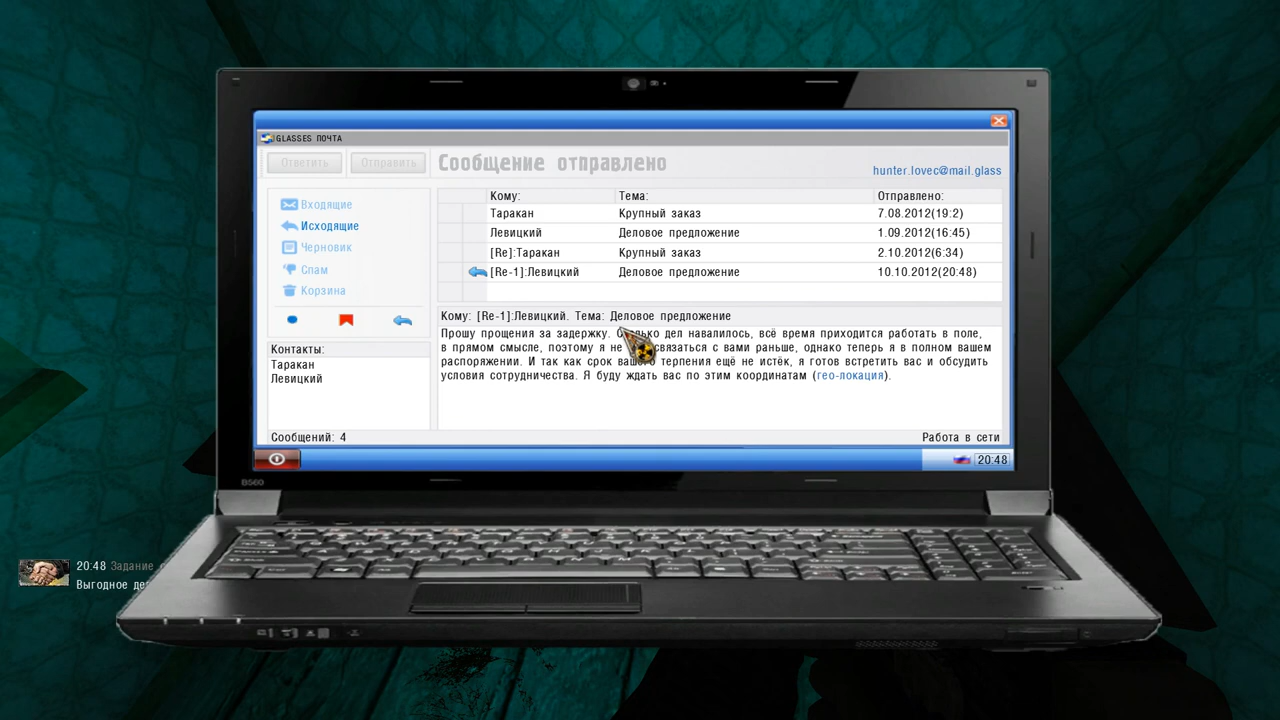 GLASSES ПОЧТА
Ответить
Отправить
Сообщение отправлено
hunter.lovec@mail.glass
Входящие
Исходящие
Черновик
Спам
Корзина
Контакты:
Таракан
Левицкий
Кому: Тема: Отправлено:
Таракан Крупный заказ 7.08.2012(19:2)
Левицкий Деловое предложение 1.09.2012(16:45)
[Re]:Таракан Крупный заказ 2.10.2012(6:34)
[Re-1]:Левицкий Деловое предложение 10.10.2012(20:48)
Кому: [Re-1]:Левицкий. Тема: Деловое предложение
Прошу прощения за задержку. дел навалилось, всё время приходится работать в поле,
в прямом смысле, поэтому я не связаться с вами раньше, однако теперь я в полном вашем
распоряжении. И так как срок вашего терпения ещё не истёк, я готов встретить вас и обсудить
условия сотрудничества. Я буду ждать вас по этим координатам (гео-локация).
Сообщений: 4
Работа в сети
20:48
B560
20:48 Задание
Выгодное